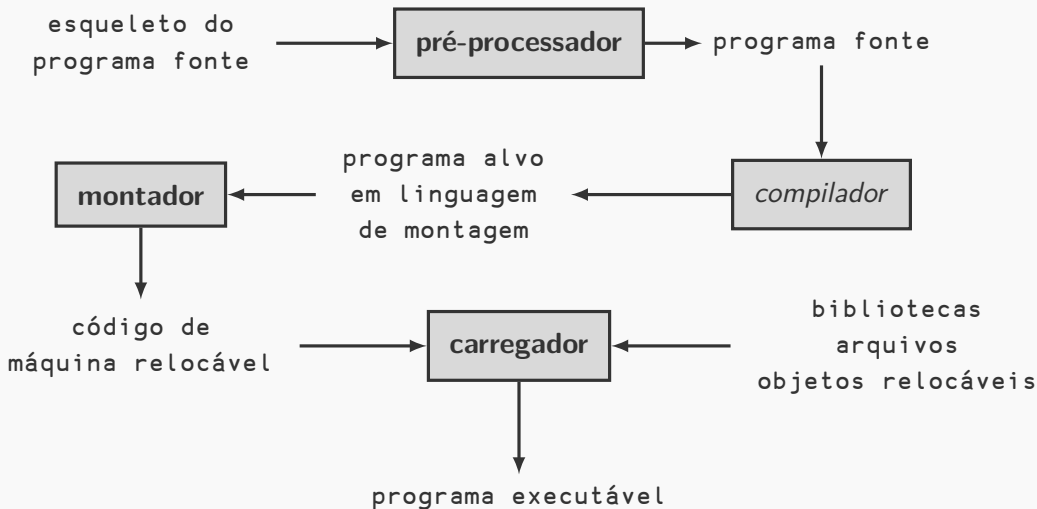 esqueleto do
programa fonte
pré-processador
programa fonte
montador
programa alvo
em linguagem
de montagem
compilador
código de
máquina relocável
carregador
bibliotecas
arquivos
objetos relocáveis
programa executável